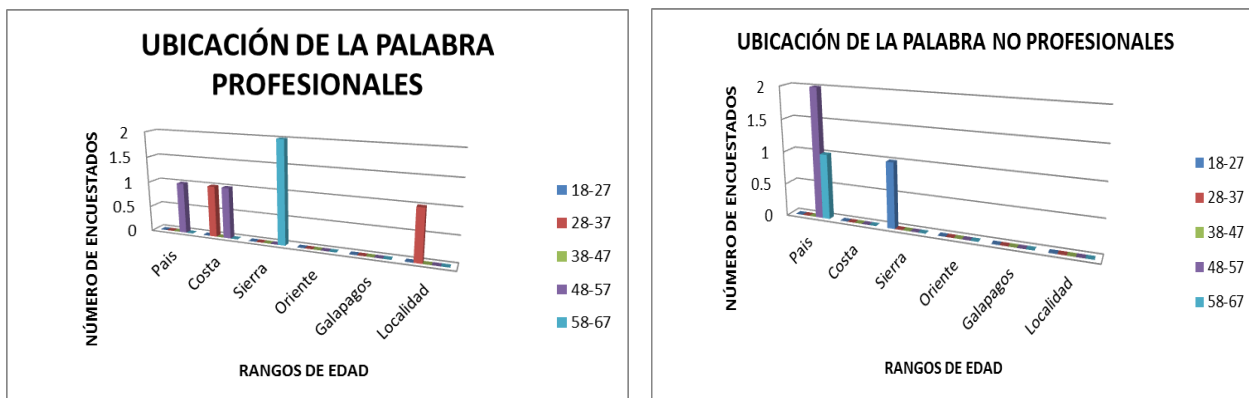 UBICACIÓN DE LA PALABRA
PROFESIONALES
NÚMERO DE ENCUESTADOS
2
1.5
1
0.5
0
País
Costa
Sierra
Oriente
Galapagos
Localidad
RANGOS DE EDAD
18-27
28-37
38-47
48-57
58-67
UBICACIÓN DE LA PALABRA NO PROFESIONALES
NÚMERO DE ENCUESTADOS
2
1.5
1
0.5
0
País
Costa
Sierra
Oriente
Galapagos
Localidad
RANGOS DE EDAD
18-27
28-37
38-47
48-57
58-67